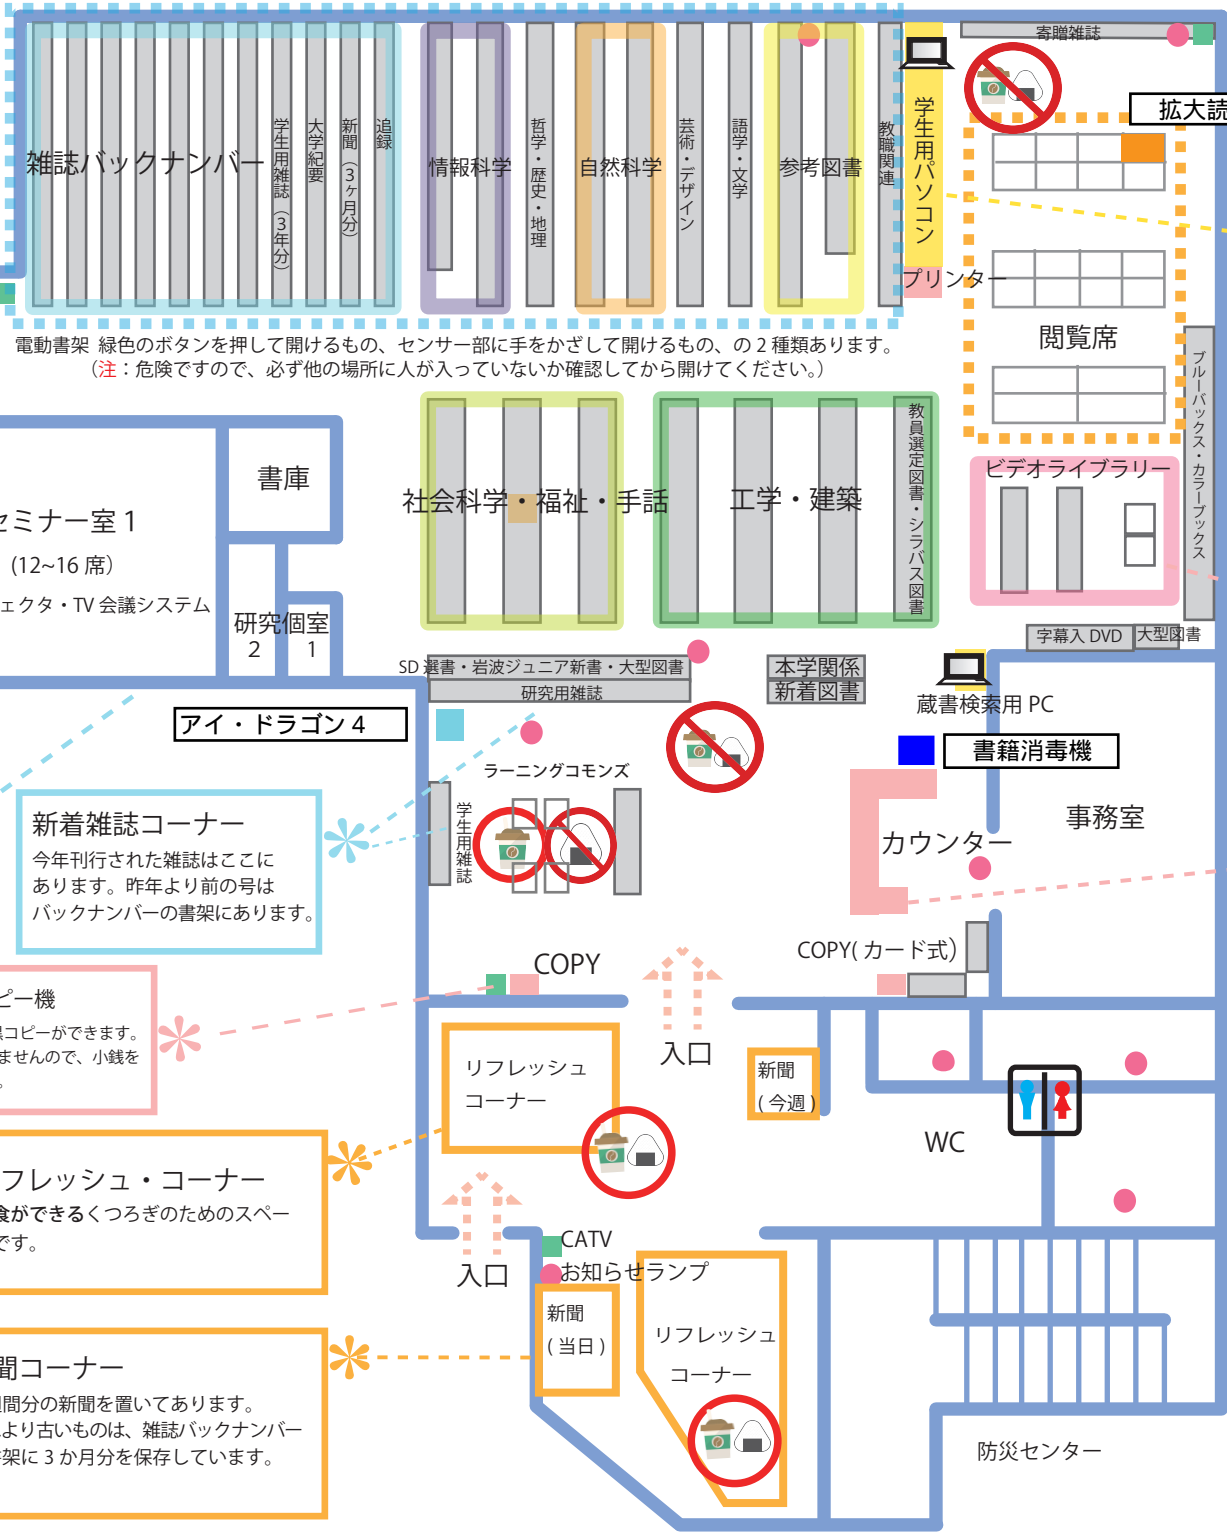 寄贈雑誌
拡大読
雑誌バックナンバー
学生用雑誌（3年分）
大学紀要
新聞（3ヶ月分）
追録
情報科学
哲学・歴史・地理
自然科学
芸術・デザイン
語学・文学
参考図書
教職関連
学生用パソコン
プリンター
閲覧席
ブルーバックス・カラーブックス
電動書架 緑色のボタンを押して開けるもの、センサー部に手をかざして開けるもの、の2種類あります。
（注：危険ですので、必ず他の場所に人が入っていないか確認してから開けてください。）
書庫
セミナー室1
(12~16 席）
ェクタ・TV 会議システム
研究個室
2
1
社会科学・福祉・手話
工学・建築
教員選定図書・シラバス図書
ビデオライブラリー
字幕入 DVD
大型図書
SD 選書・岩波ジュニア新書・大型図書
研究用雑誌
本学関係
新着図書
蔵書検索用 PC
アイ・ドラゴン 4
書籍消毒機
ラーニングコモンズ
学生用雑誌
事務室
カウンター
新着雑誌コーナー
今年刊行された雑誌はここに
あります。昨年より前の号は
バックナンバーの書架にあります。
COPY
COPY( カード式）
ピー機
黒コピーができます。
ませんので、小銭を
。
入口
リフレッシュ
コーナー
新聞
( 今週 )
WC
フレッシュ・コーナー
食ができるくつろぎのためのスペー
です。
入口
CATV
お知らせランプ
新聞
( 当日 )
リフレッシュ
コーナー
聞コーナー
週間分の新聞を置いてあります。
より古いものは、雑誌バックナンバー
書架に 3 か月分を保存しています。
防災センター